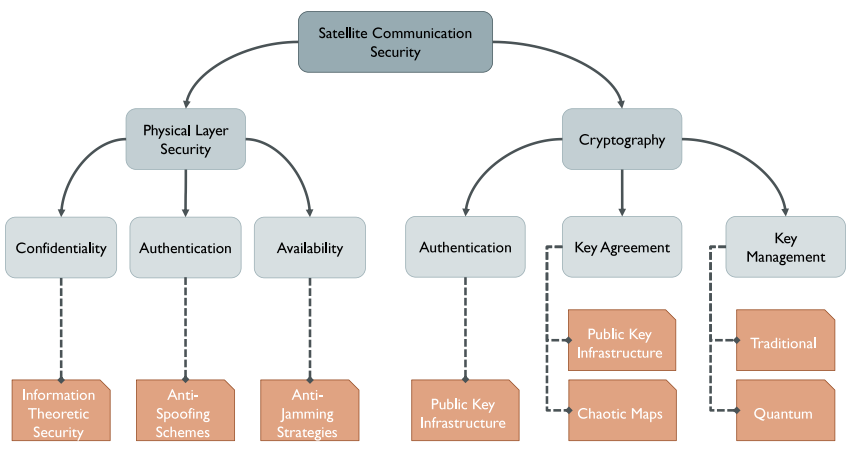 Satellite Communication
Security
Physical Layer
Security
Cryptography
Confidentiality
Authentication
Availability
Authentication
Key Agreement
Key
Management
Public Key
Infrastructure
Traditional
Information
Theoretic
Security
Anti-
Spoofing
Schemes
Anti-
Jamming
Strategies
Public Key
Infrastructure
Chaotic Maps
Quantum